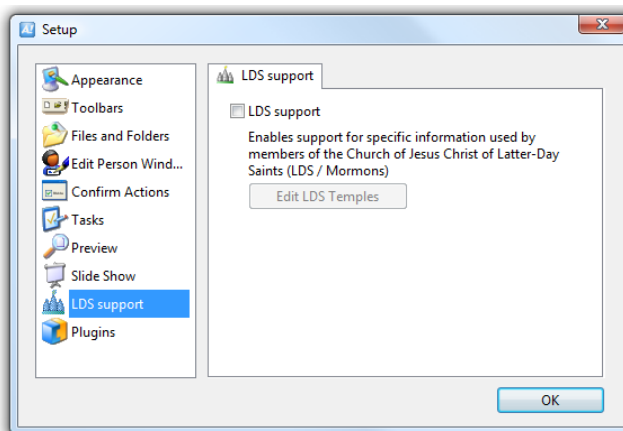 Setup
Appearance
Toolbars
Files and Folders
Edit Person Wind...
Confirm Actions
Tasks
Preview
Slide Show
LDS support
Plugins
LDS support
LDS support
Enables support for specific information used by
members of the Church of Jesus Christ of Latter-Day
Saints (LDS / Mormons)
Edit LDS Temples
OK